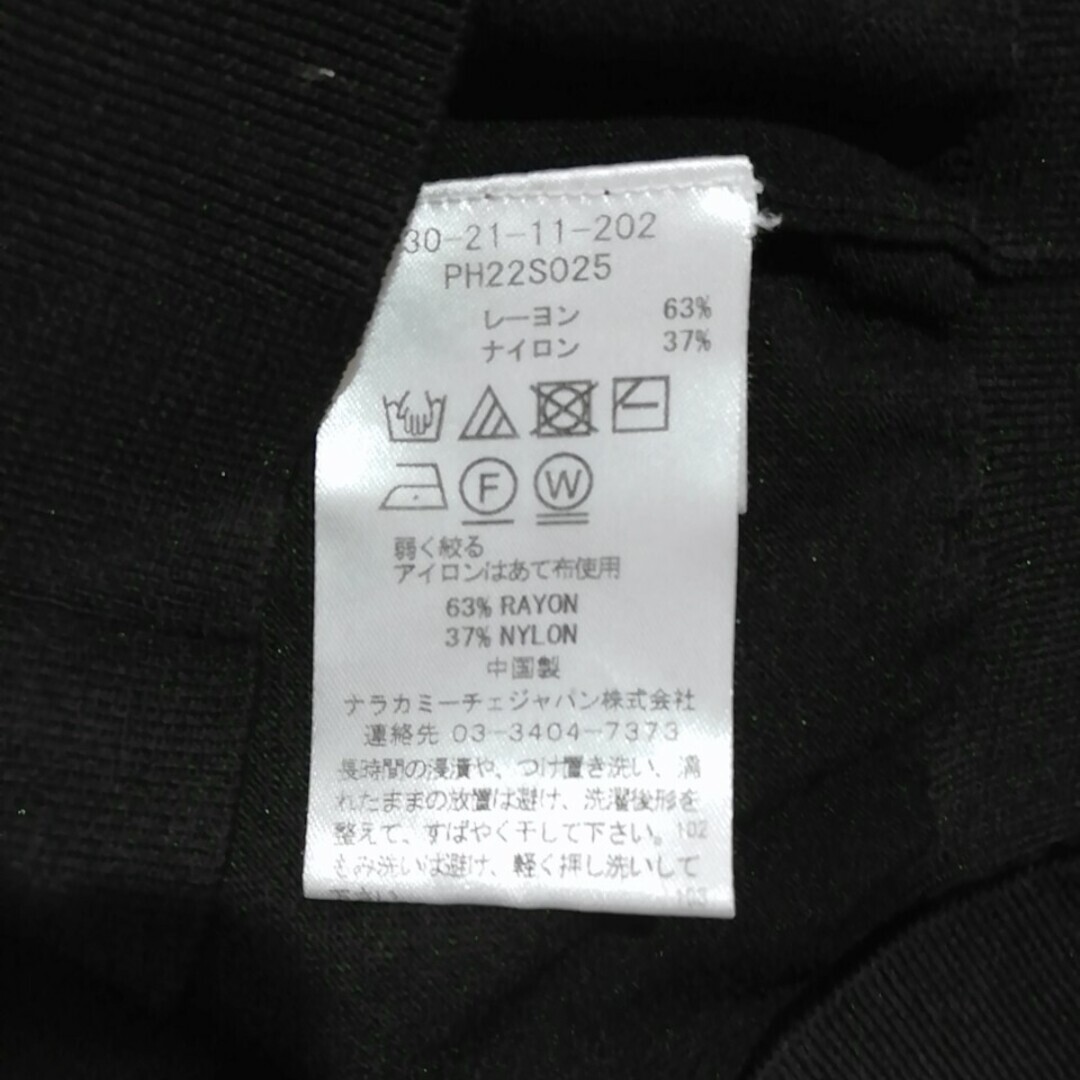 30-21-11-202
PH22S025
レーヨン 63%
ナイロン 37%
F W
弱く絞る
アイロンはあて布使用
63% RAYON
37% NYLON
中国製
ナラカミーチェジャパン株式会社
連絡先 03-3404-7373
長時間の浸漬や、つけ置き洗い、濡
れたままの放置は避け、洗濯後形を
整えて、すばやく干して下さい。102
もみ洗いは避け、軽く押し洗いして
下さい 103